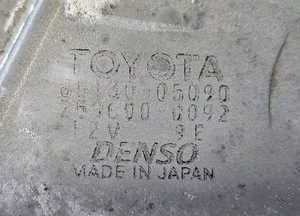 TOYOTA
85130-05090
259600-0092
12V 9E
DENSO
MADE IN JAPAN